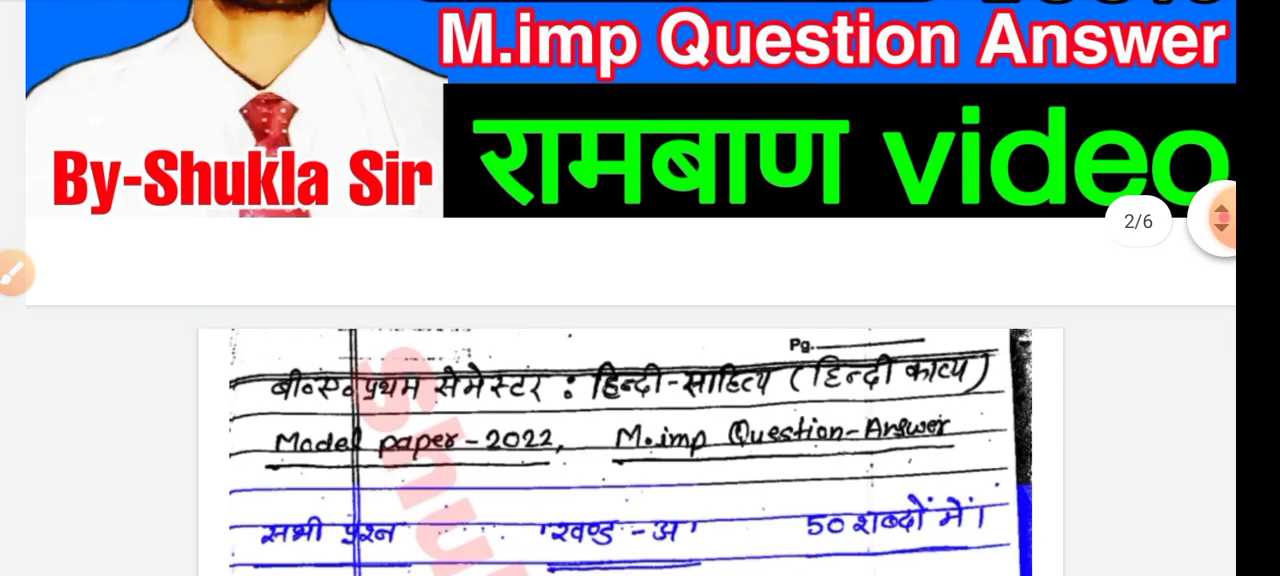 M.imp Question Answer
By-Shukla Sir
रामबाण video
2/6
Pg.
बी०ए० प्रथम सेमेस्टर : हिन्दी-साहित्य (हिन्दी काव्य)
Model paper-2022, M.imp Question-Answer
सभी प्रश्न 'खण्ड-अ' 50 शब्दों में।